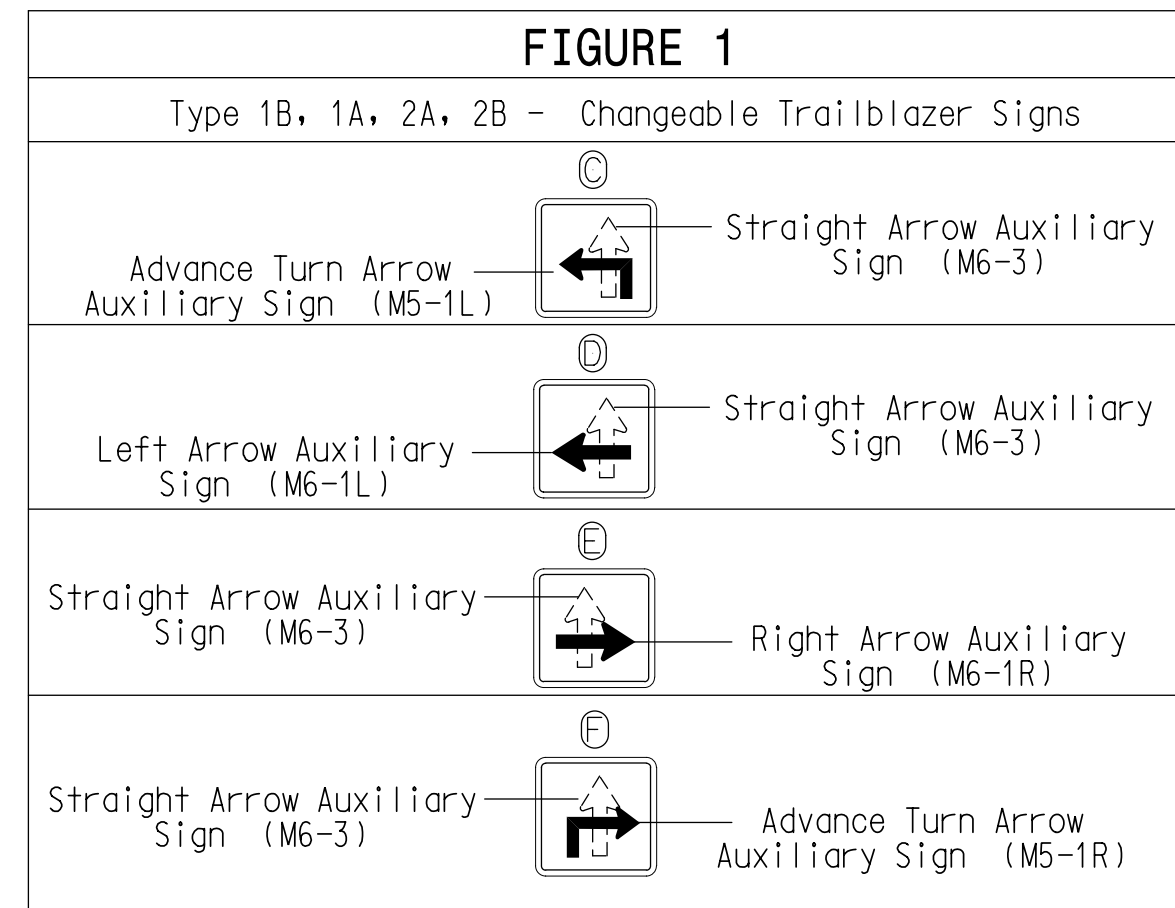 FIGURE 1
Type 1B, 1A, 2A, 2B - Changeable Trailblazer Signs
C
Advance Turn Arrow
Auxiliary Sign (M5-1L)
Straight Arrow Auxiliary
Sign (M6-3)
D
Left Arrow Auxiliary
Sign (M6-1L)
Straight Arrow Auxiliary
Sign (M6-3)
E
Straight Arrow Auxiliary
Sign (M6-3)
Right Arrow Auxiliary
Sign (M6-1R)
F
Straight Arrow Auxiliary
Sign (M6-3)
Advance Turn Arrow
Auxiliary Sign (M5-1R)